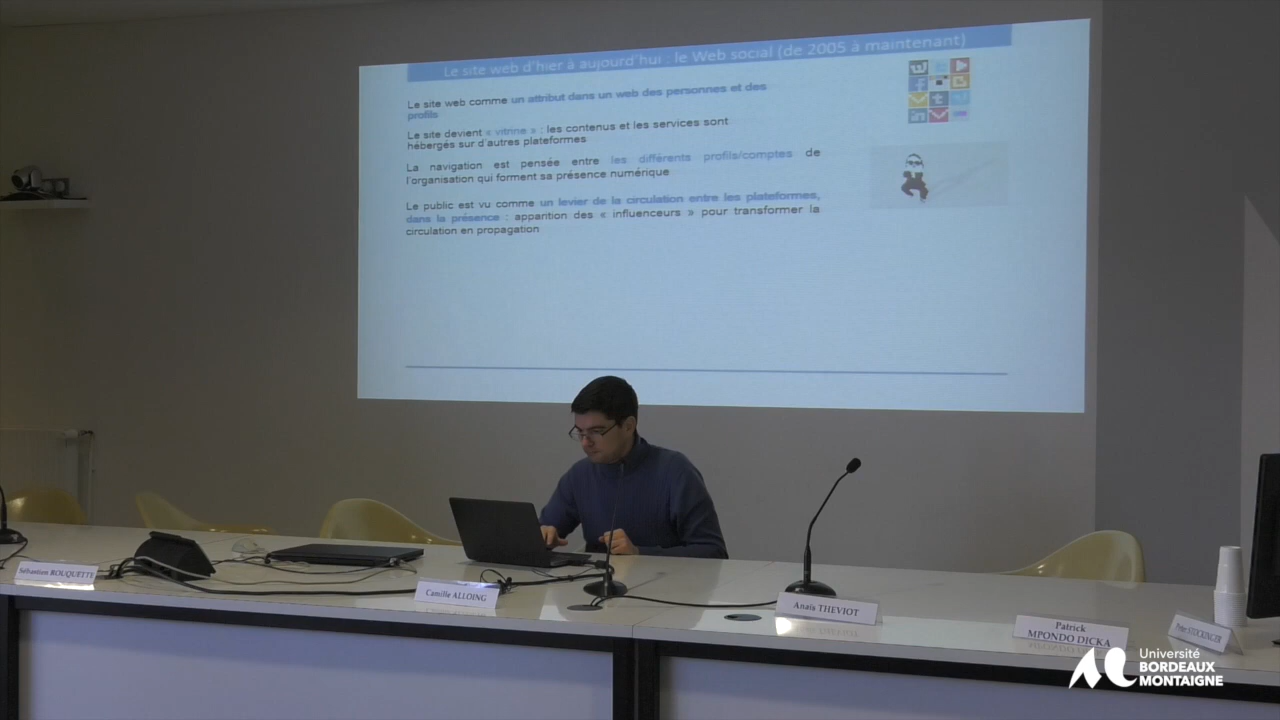 Le site web d'hier à aujourd'hui : le Web social (de 2005 à maintenant)
Le site web comme un attribut dans un web des personnes et des
profils
Le site devient « vitrine » : les contenus et les services sont
hébergés sur d'autres plateformes
La navigation est pensée entre les différents profils/comptes de
l'organisation qui forment sa présence numérique
Le public est vu comme un levier de la circulation entre les plateformes,
dans la présence : apparition des « influenceurs » pour transformer la
circulation en propagation
Sébastien ROUQUETTE
Camille ALLOING
Anaïs THEVIOT
Patrick
MPONDO DICKA
Peter STOCKINGER
Université
BORDEAUX
MONTAIGNE